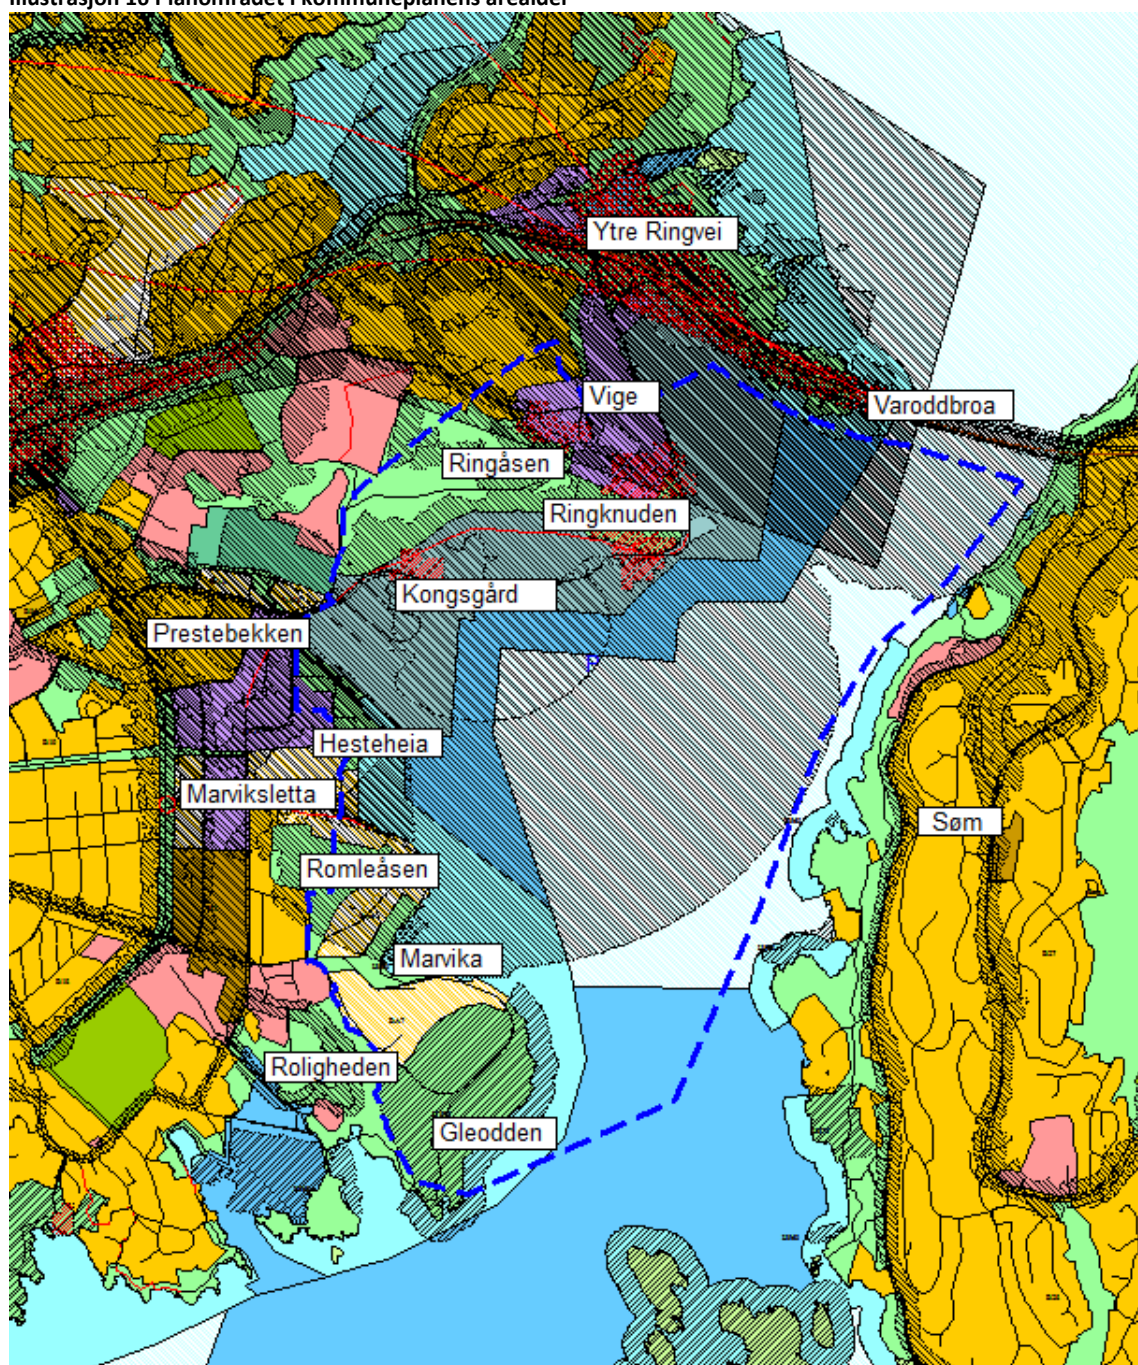 Illustrasjon 10 Planområdet i kommuneplanens arealdel
Ytre Ringvei
Vige
Varoddbroa
Ringåsen
Ringknuden
Kongsgård
Prestebekken
Hesteheia
Marviksletta
Søm
Romleåsen
Marvika
Roligheden
Gleodden